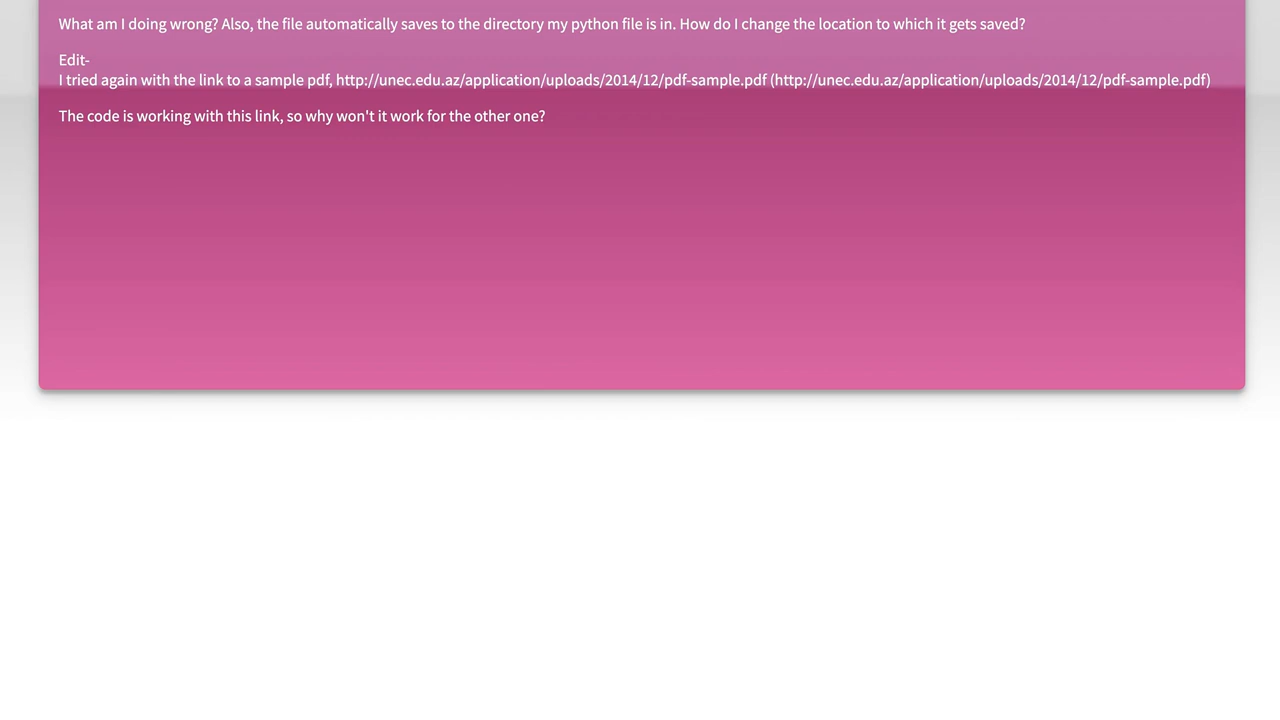 What am I doing wrong? Also, the file automatically saves to the directory my python file is in. How do I change the location to which it gets saved?
Edit-
I tried again with the link to a sample pdf, http://unec.edu.az/application/uploads/2014/12/pdf-sample.pdf (http://unec.edu.az/application/uploads/2014/12/pdf-sample.pdf)
The code is working with this link, so why won't it work for the other one?